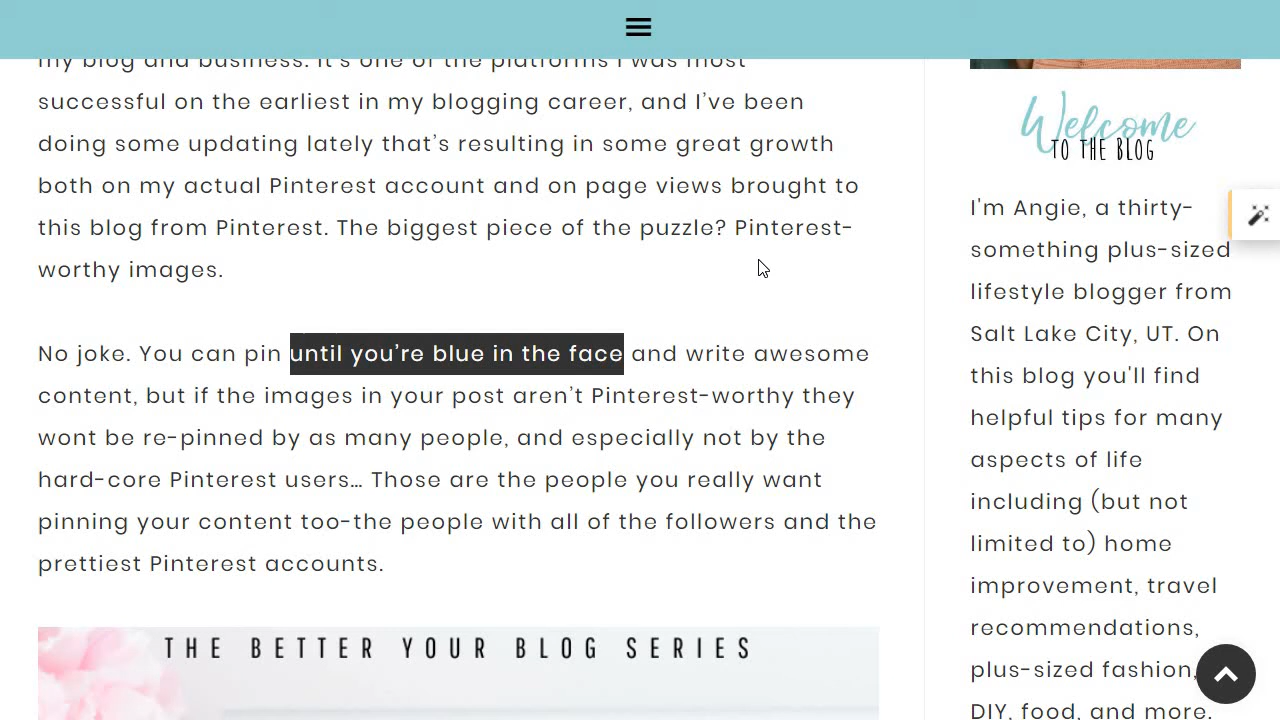 my blog and business. It's one of the platforms I was most
successful on the earliest in my blogging career, and I’ve been
doing some updating lately that’s resulting in some great growth
both on my actual Pinterest account and on page views brought to
this blog from Pinterest. The biggest piece of the puzzle? Pinterest-
worthy images.
No joke. You can pin until you’re blue in the face and write awesome
content, but if the images in your post aren’t Pinterest-worthy they
wont be re-pinned by as many people, and especially not by the
hard-core Pinterest users… Those are the people you really want
pinning your content too-the people with all of the followers and the
prettiest Pinterest accounts.
THE BETTER YOUR BLOG SERIES
Welcome
TO THE BLOG
I'm Angie, a thirty-
something plus-sized
lifestyle blogger from
Salt Lake City, UT. On
this blog you'll find
helpful tips for many
aspects of life
including (but not
limited to) home
improvement, travel
recommendations,
plus-sized fashion,
DIY, food, and more.